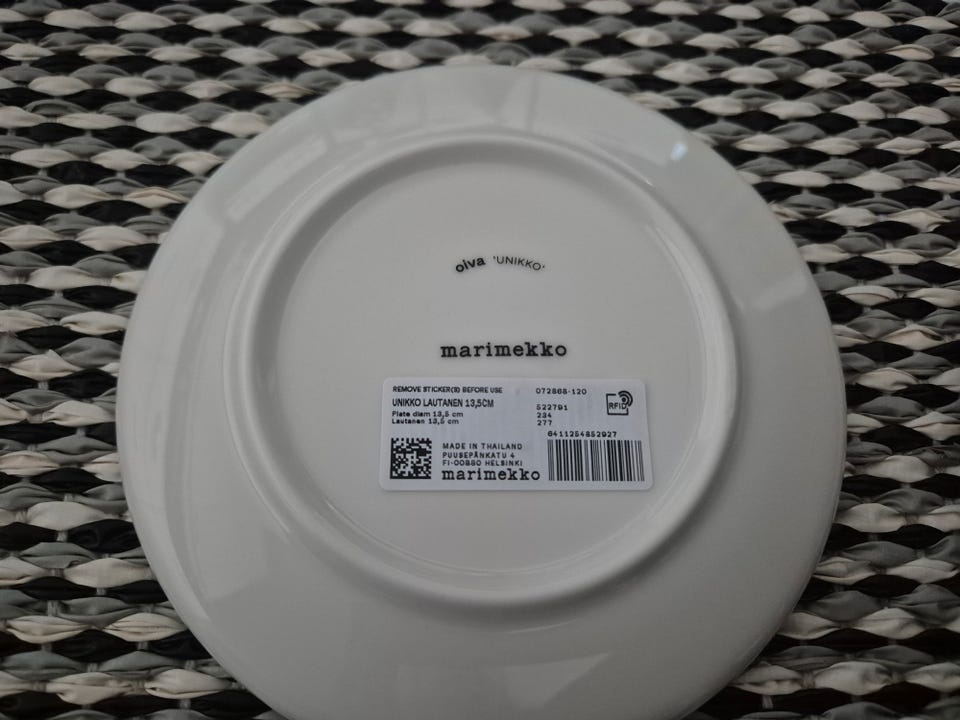 oiva 'UNIKKO'
marimekko
REMOVE STICKER(S) BEFORE USE
072868-120
UNIKKO LAUTANEN 13,5CM
522791
Plate diam 13,5 cm
234
Lautanen 13,5 cm
277
RFID
6411254852927
MADE IN THAILAND
PUUSEPÄNKATU 4
FI-00880 HELSINKI
marimekko